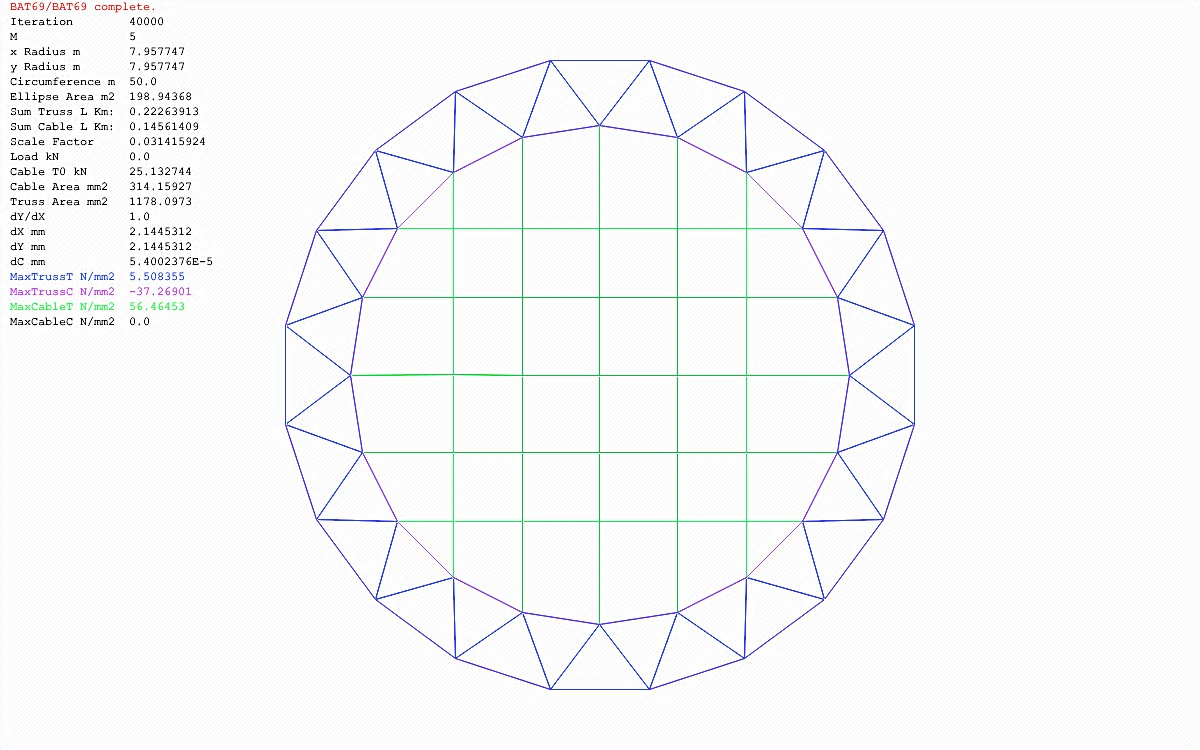 BAT69/BAT69 complete.
Iteration 40000
M 5
x Radius m 7.957747
y Radius m 7.957747
Circumference m 50.0
Ellipse Area m2 198.94368
Sum Truss L Km: 0.22263913
Sum Cable L Km: 0.14561409
Scale Factor 0.031415924
Load kN 0.0
Cable T0 kN 25.132744
Cable Area mm2 314.15927
Truss Area mm2 1178.0973
dY/dX 1.0
dX mm 2.1445312
dY mm 2.1445312
dC mm 5.4002376E-5
MaxTrussT N/mm2 5.508355
MaxTrussC N/mm2 -37.26901
MaxCableT N/mm2 56.46453
MaxCableC N/mm2 0.0